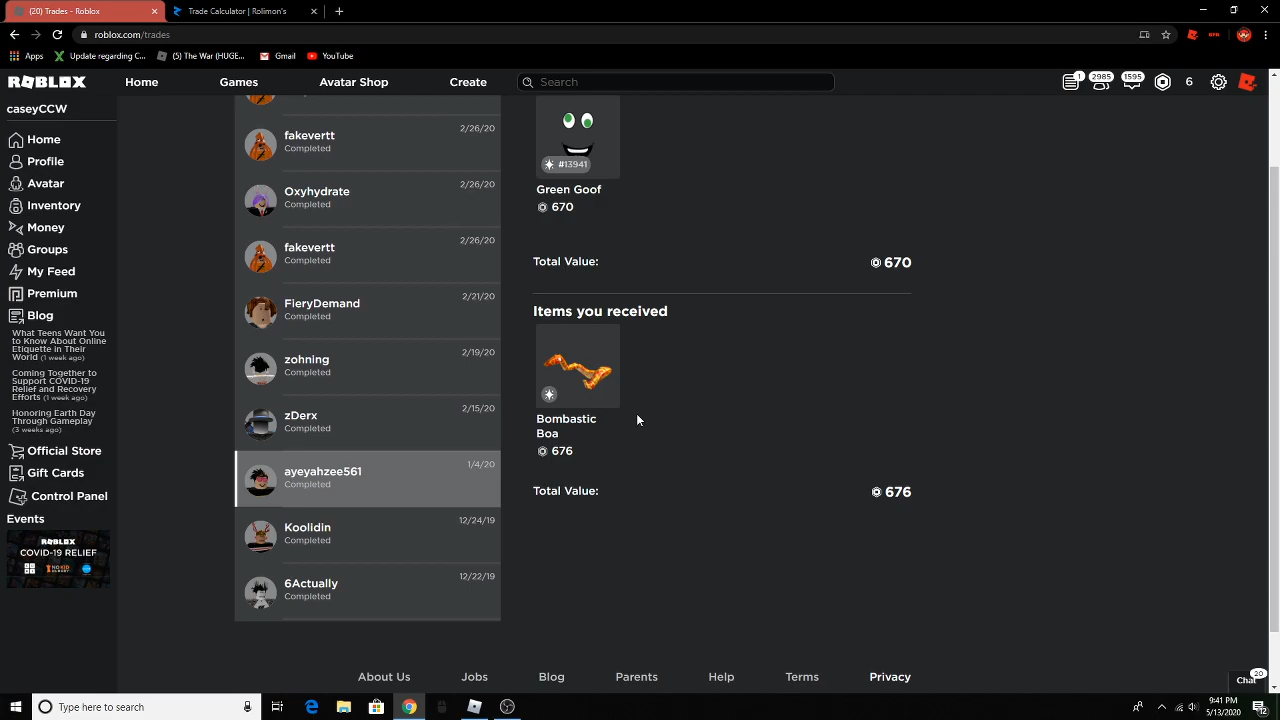 (20) Trades - Roblox
Trade Calculator | Rolimon's
roblox.com/trades
Apps
Update regarding C...
(5) The War (HUGE...
Gmail
YouTube
ROBLOX
Home
Games
Avatar Shop
Create
Search
1
2985
1595
6
caseyCCW
Home
Profile
Avatar
Inventory
Money
Groups
My Feed
Premium
Blog
What Teens Want You
to Know About Online
Etiquette in Their
World (1 week ago)
Coming Together to
Support COVID-19
Relief and Recovery
Efforts (1 week ago)
Honoring Earth Day
Through Gameplay
(3 weeks ago)
Official Store
Gift Cards
Control Panel
Events
ROBLOX
COVID-19 RELIEF
NO KID
HUNGRY
fakevertt
2/26/20
Completed
Oxyhydrate
2/26/20
Completed
fakevertt
2/26/20
Completed
FIeryDemand
2/21/20
Completed
zohning
2/19/20
Completed
zDerx
2/15/20
Completed
ayeyahzee561
1/4/20
Completed
Koolidin
12/24/19
Completed
6Actually
12/22/19
Completed
#13941
Green Goof
670
Total Value:
670
Items you received
Bombastic
Boa
676
Total Value:
676
About Us
Jobs
Blog
Parents
Help
Terms
Privacy
Chat
20
Type here to search
9:41 PM
5/13/2020
12